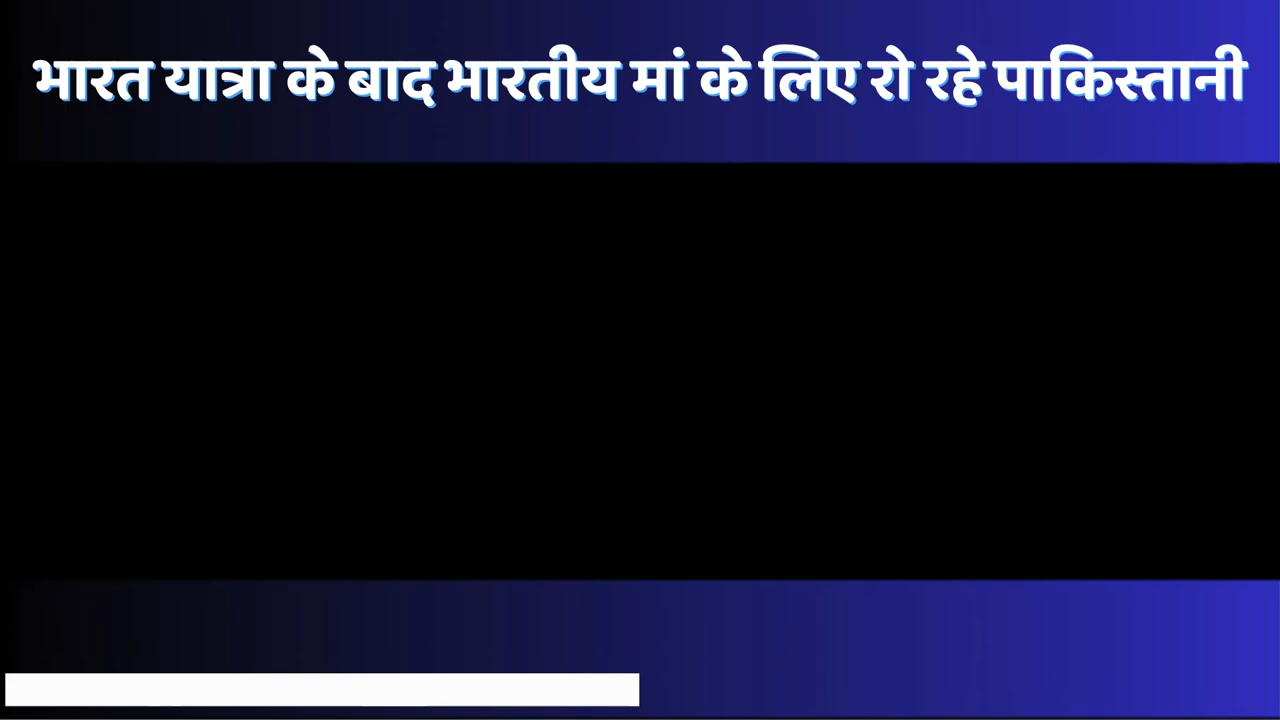 भारत यात्रा के बाद भारतीय मां के लिए रो रहे पाकिस्तानी